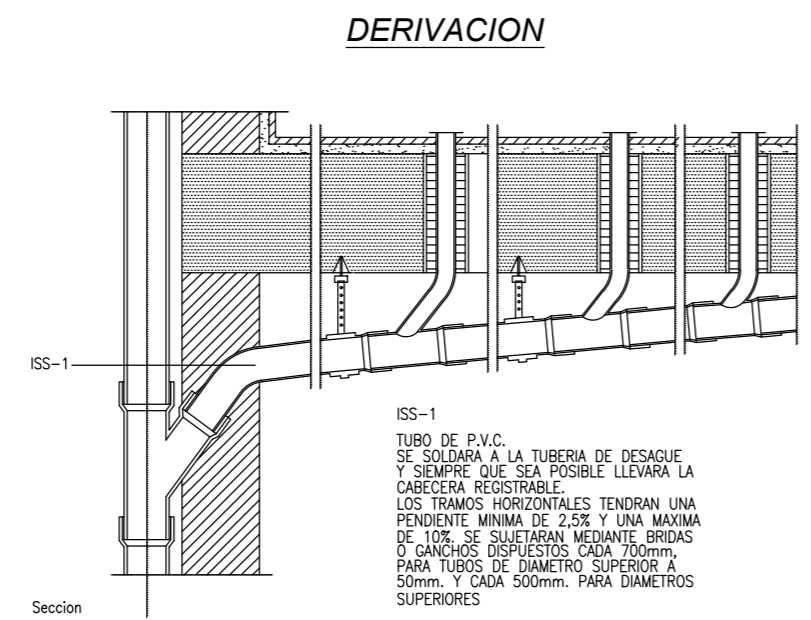 DERIVACION
ISS-1
ISS-1
TUBO DE P.V.C.
SE SOLDARA A LA TUBERIA DE DESAGUE
Y SIEMPRE QUE SEA POSIBLE LLEVARA LA
CABECERA REGISTRABLE.
LOS TRAMOS HORIZONTALES TENDRAN UNA
PENDIENTE MINIMA DE 2,5% Y UNA MAXIMA
DE 10%. SE SUJETARAN MEDIANTE BRIDAS
O GANCHOS DISPUESTOS CADA 700mm,
PARA TUBOS DE DIAMETRO SUPERIOR A
50mm. Y CADA 500mm. PARA DIAMETROS
SUPERIORES
Seccion